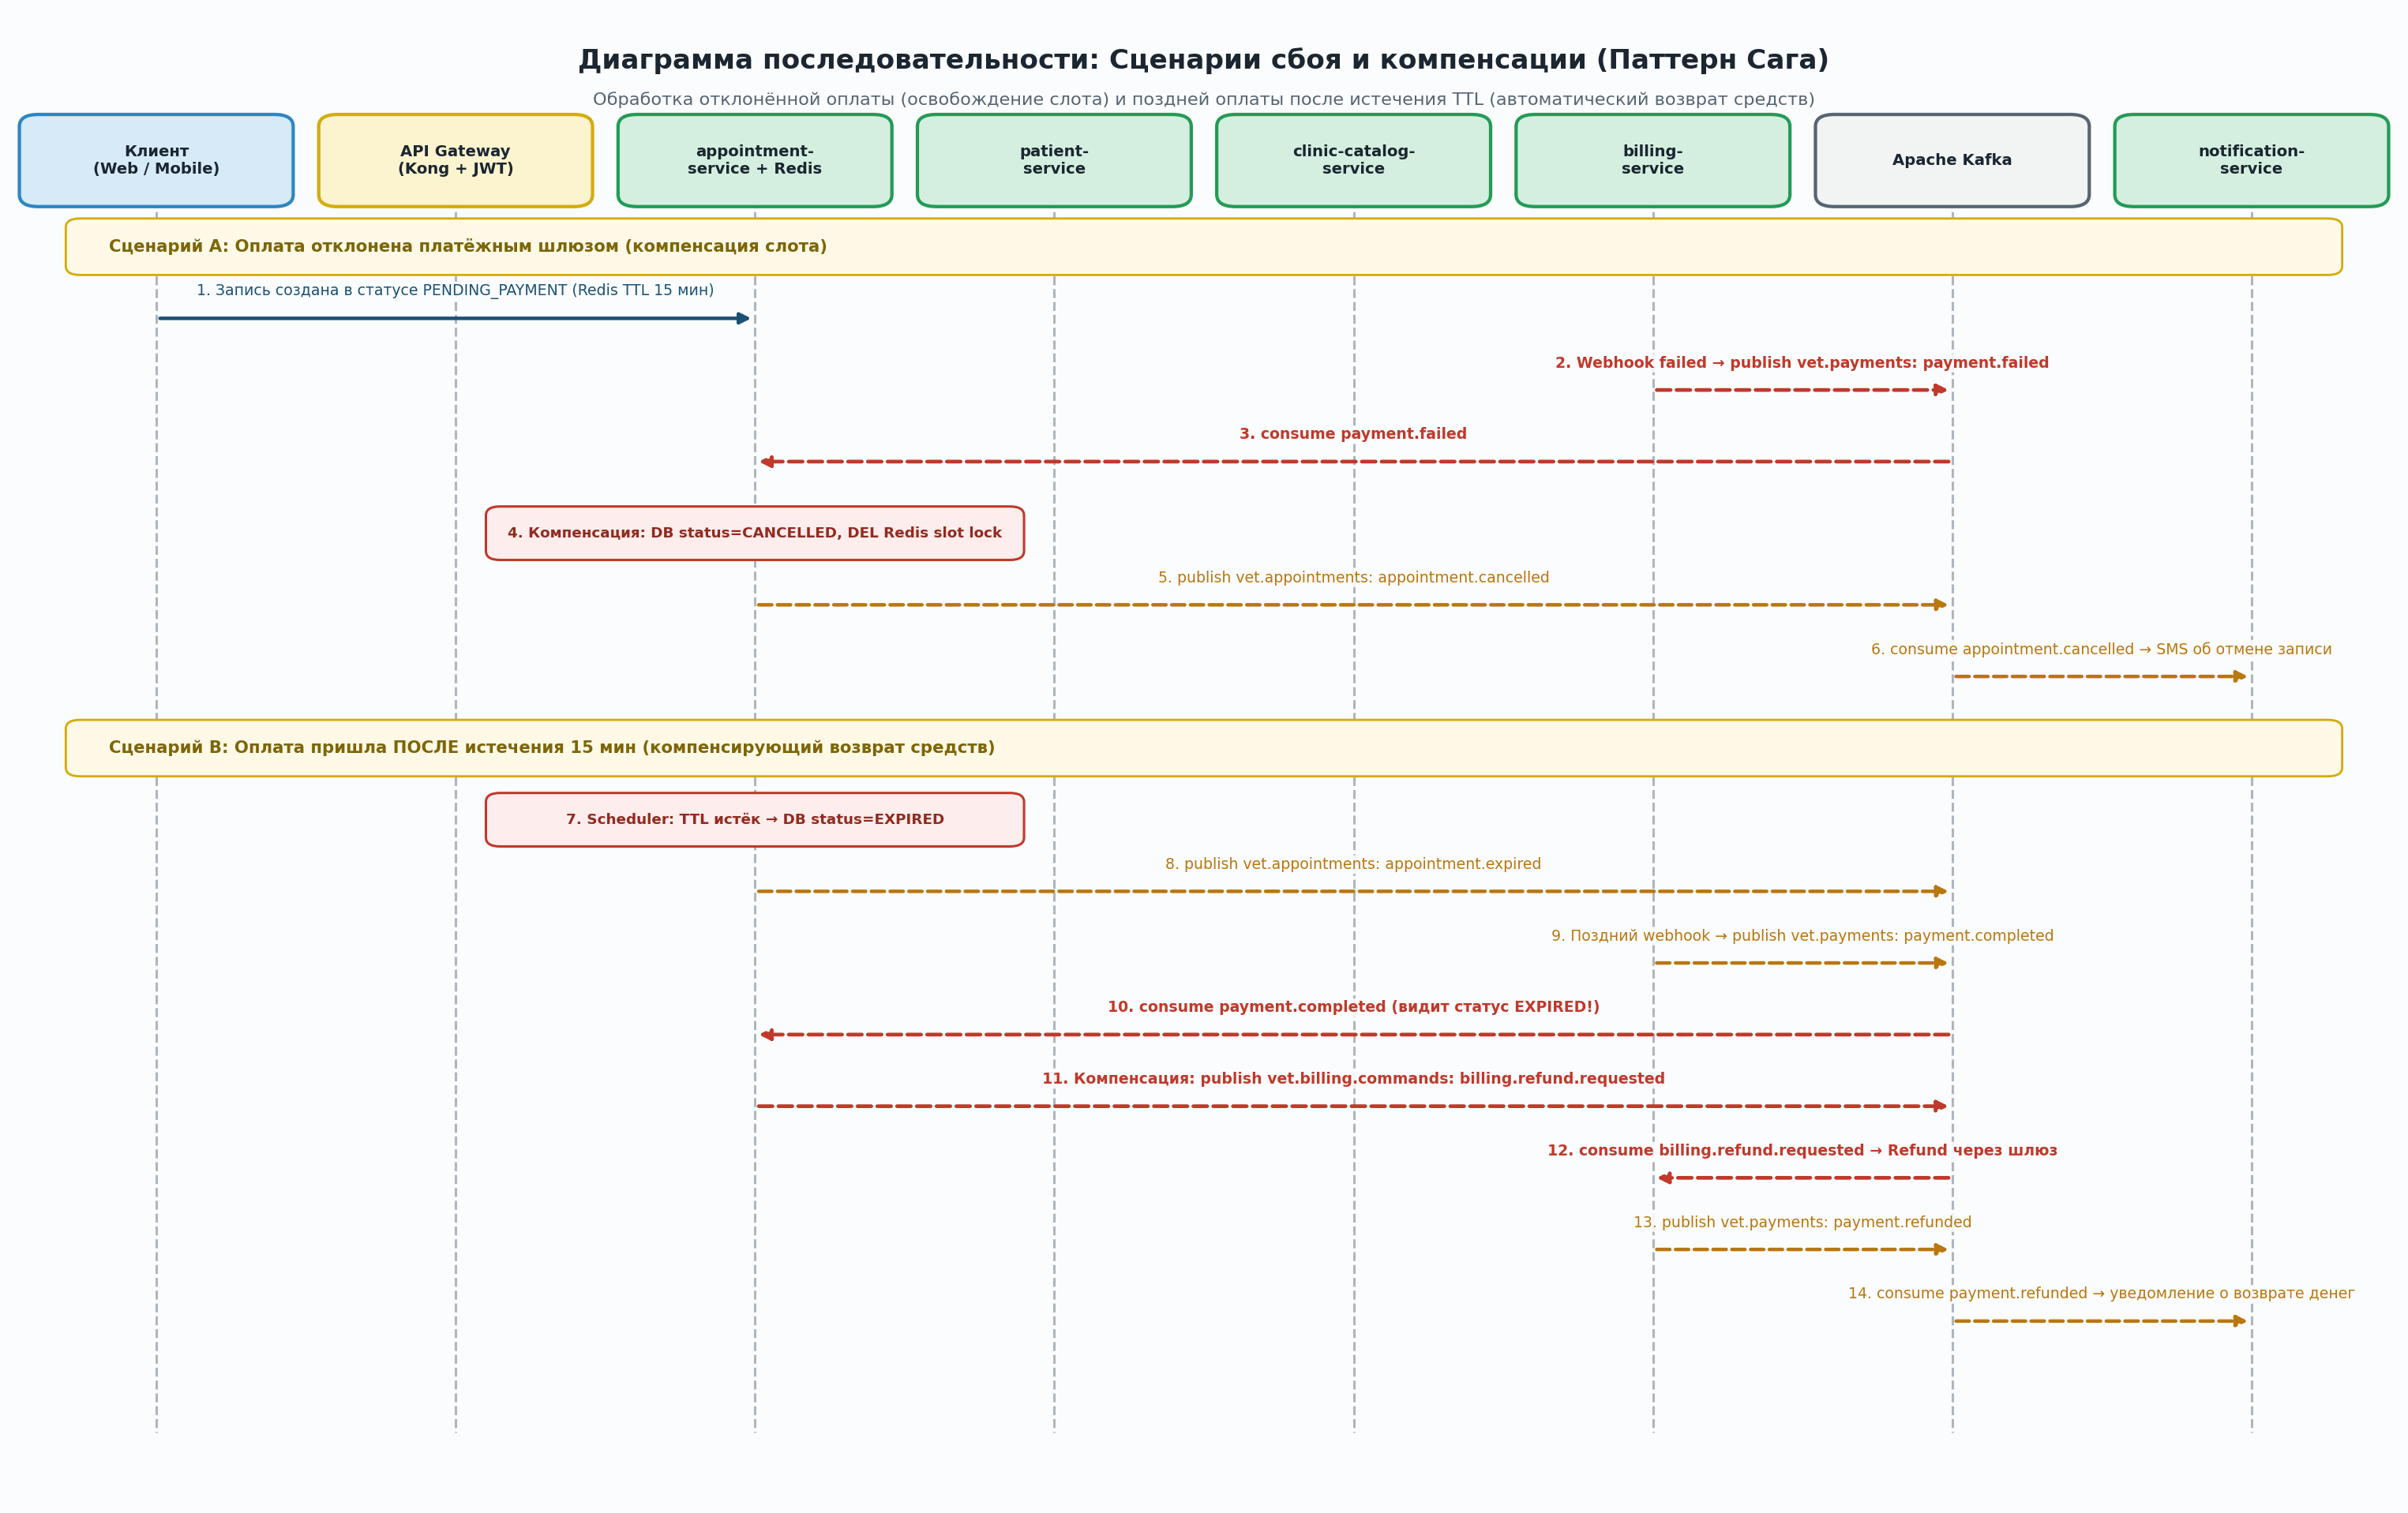 Диаграмма последовательности: Сценарии сбоя и компенсации (Паттерн Сага)
Обработка отклонённой оплаты (освобождение слота) и поздней оплаты после истечения TTL (автоматический возврат средств)
Клиент
(Web / Mobile)
API Gateway
(Kong + JWT)
appointment-
service + Redis
patient-
service
clinic-catalog-
service
billing-
service
Apache Kafka
notification-
service
Сценарий A: Оплата отклонена платёжным шлюзом (компенсация слота)
1. Запись создана в статусе PENDING_PAYMENT (Redis TTL 15 мин)
2. Webhook failed → publish vet.payments: payment.failed
3. consume payment.failed
4. Компенсация: DB status=CANCELLED, DEL Redis slot lock
5. publish vet.appointments: appointment.cancelled
6. consume appointment.cancelled → SMS об отмене записи
Сценарий B: Оплата пришла ПОСЛЕ истечения 15 мин (компенсирующий возврат средств)
7. Scheduler: TTL истёк → DB status=EXPIRED
8. publish vet.appointments: appointment.expired
9. Поздний webhook → publish vet.payments: payment.completed
10. consume payment.completed (видит статус EXPIRED!)
11. Компенсация: publish vet.billing.commands: billing.refund.requested
12. consume billing.refund.requested → Refund через шлюз
13. publish vet.payments: payment.refunded
14. consume payment.refunded → уведомление о возврате денег